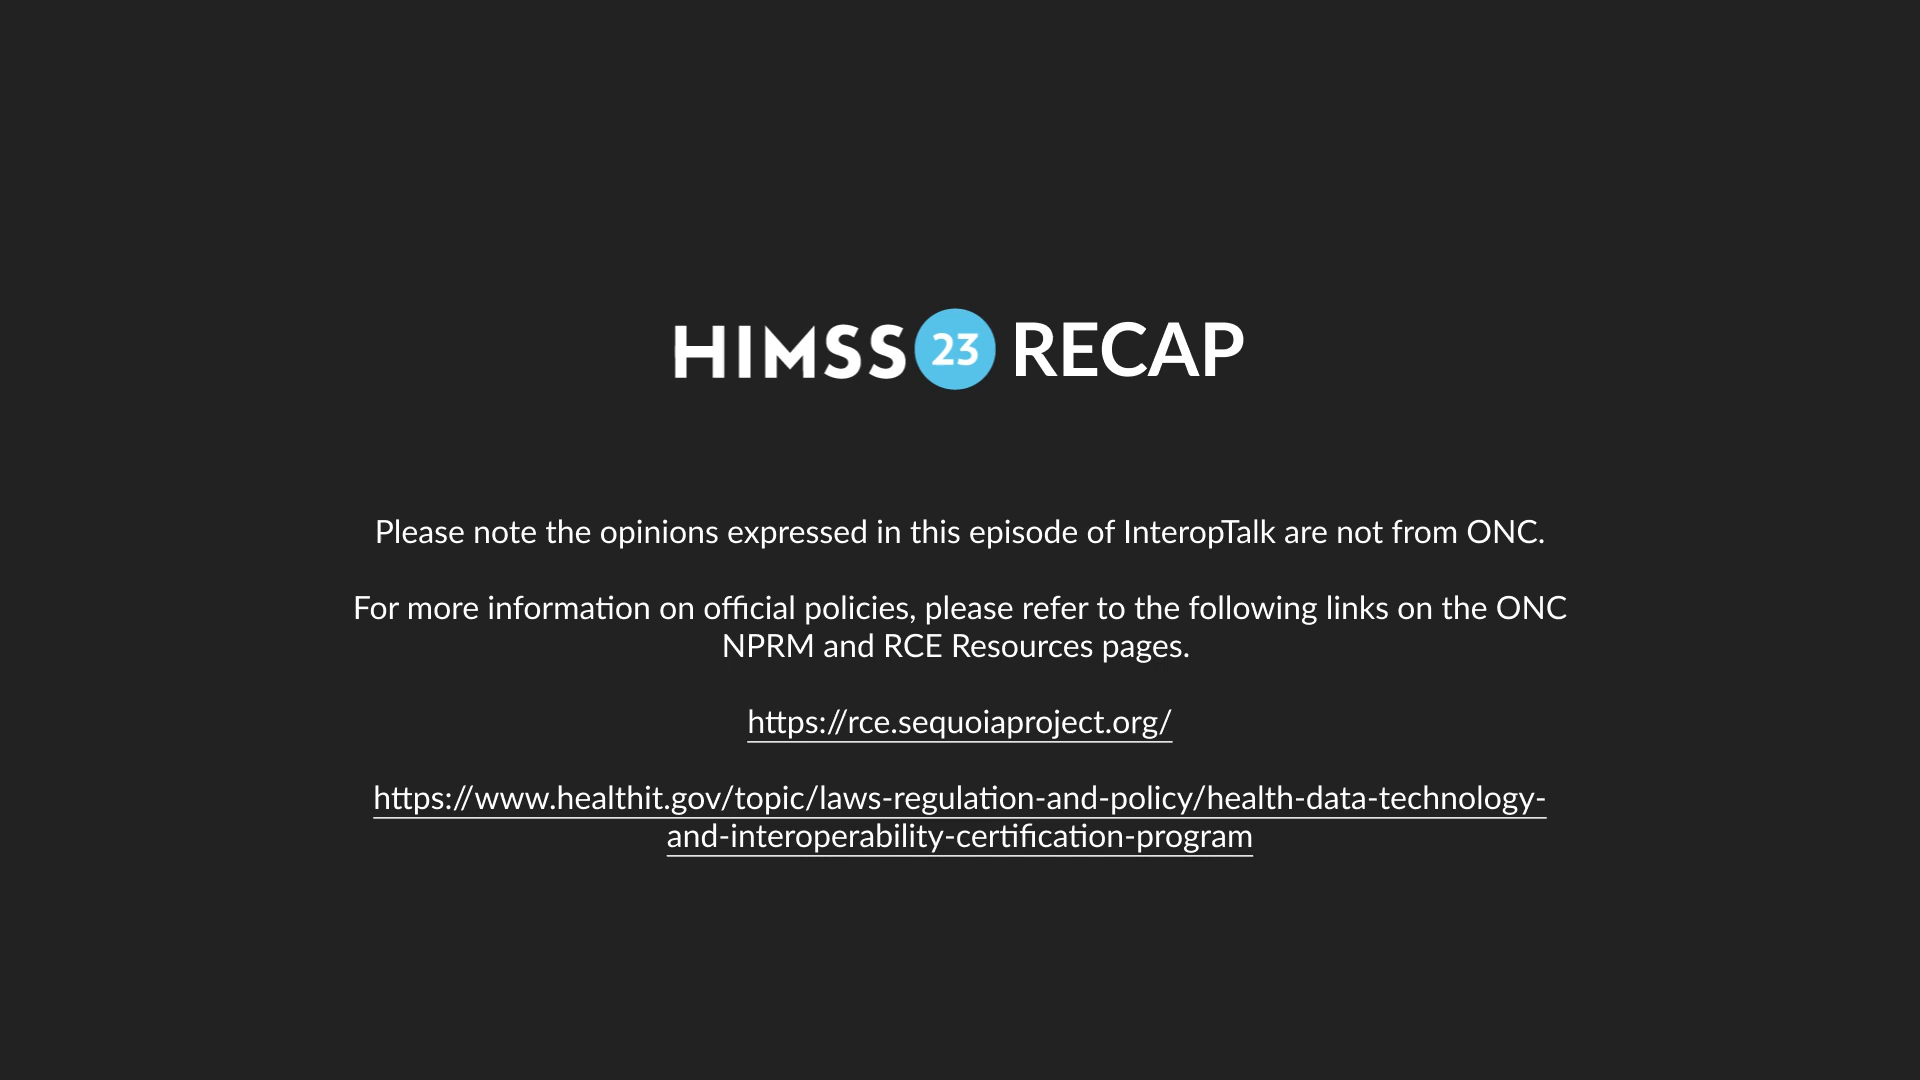 HIMSS 23 RECAP
Please note the opinions expressed in this episode of InteropTalk are not from ONC.
For more information on official policies, please refer to the following links on the ONC
NPRM and RCE Resources pages.
https://rce.sequoiaproject.org/
https://www.healthit.gov/topic/laws-regulation-and-policy/health-data-technology-
and-interoperability-certification-program